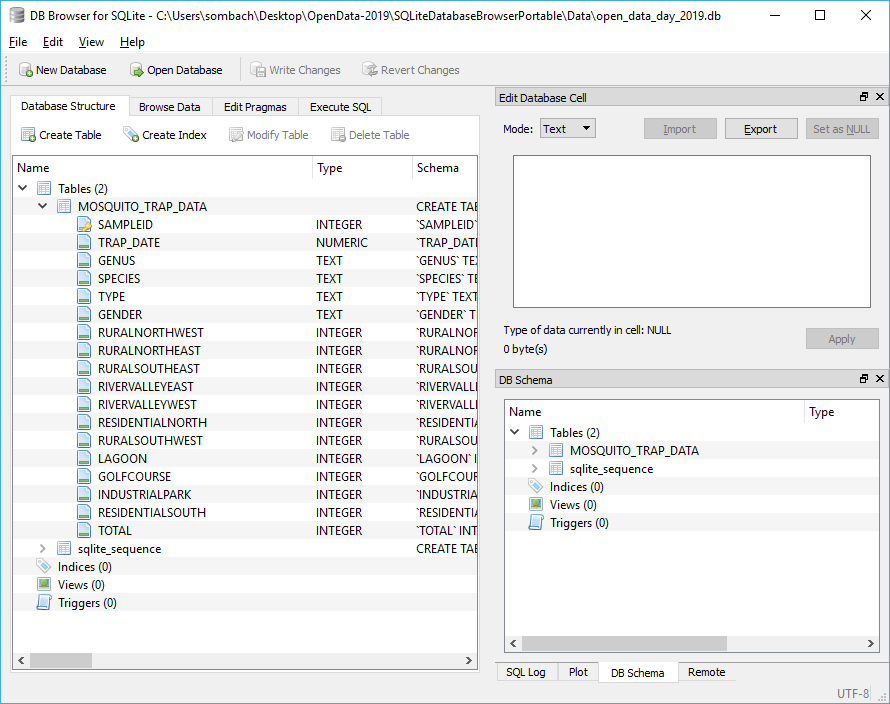 DB Browser for SQLite - C:\Users\sombach\Desktop\OpenData-2019\SQLiteDatabaseBrowserPortable\Data\open_data_day_2019.db
File Edit View Help
New Database Open Database Write Changes Revert Changes
Database Structure Browse Data Edit Pragmas Execute SQL
Create Table Create Index Modify Table Delete Table
Name Type Schema
Tables (2)
MOSQUITO_TRAP_DATA CREATE TAB
SAMPLEID INTEGER `SAMPLEID`
TRAP_DATE NUMERIC `TRAP_DATE
GENUS TEXT `GENUS` TEX
SPECIES TEXT `SPECIES` TE
TYPE TEXT `TYPE` TEXT
GENDER TEXT `GENDER` T
RURALNORTHWEST INTEGER `RURALNOR
RURALNORTHEAST INTEGER `RURALNOR
RURALSOUTHEAST INTEGER `RURALSOU
RIVERVALLEYEAST INTEGER `RIVERVALL
RIVERVALLEYWEST INTEGER `RIVERVALL
RESIDENTIALNORTH INTEGER `RESIDENTIA
RURALSOUTHWEST INTEGER `RURALSOU
LAGOON INTEGER `LAGOON` I
GOLFCOURSE INTEGER `GOLFCOUR
INDUSTRIALPARK INTEGER `INDUSTRIA
RESIDENTIALSOUTH INTEGER `RESIDENTIA
TOTAL INTEGER `TOTAL` INT
sqlite_sequence CREATE TAB
Indices (0)
Views (0)
Triggers (0)
Edit Database Cell
Mode: Text Import Export Set as NULL
Type of data currently in cell: NULL
0 byte(s)
Apply
DB Schema
Name Type
Tables (2)
MOSQUITO_TRAP_DATA
sqlite_sequence
Indices (0)
Views (0)
Triggers (0)
SQL Log Plot DB Schema Remote
UTF-8